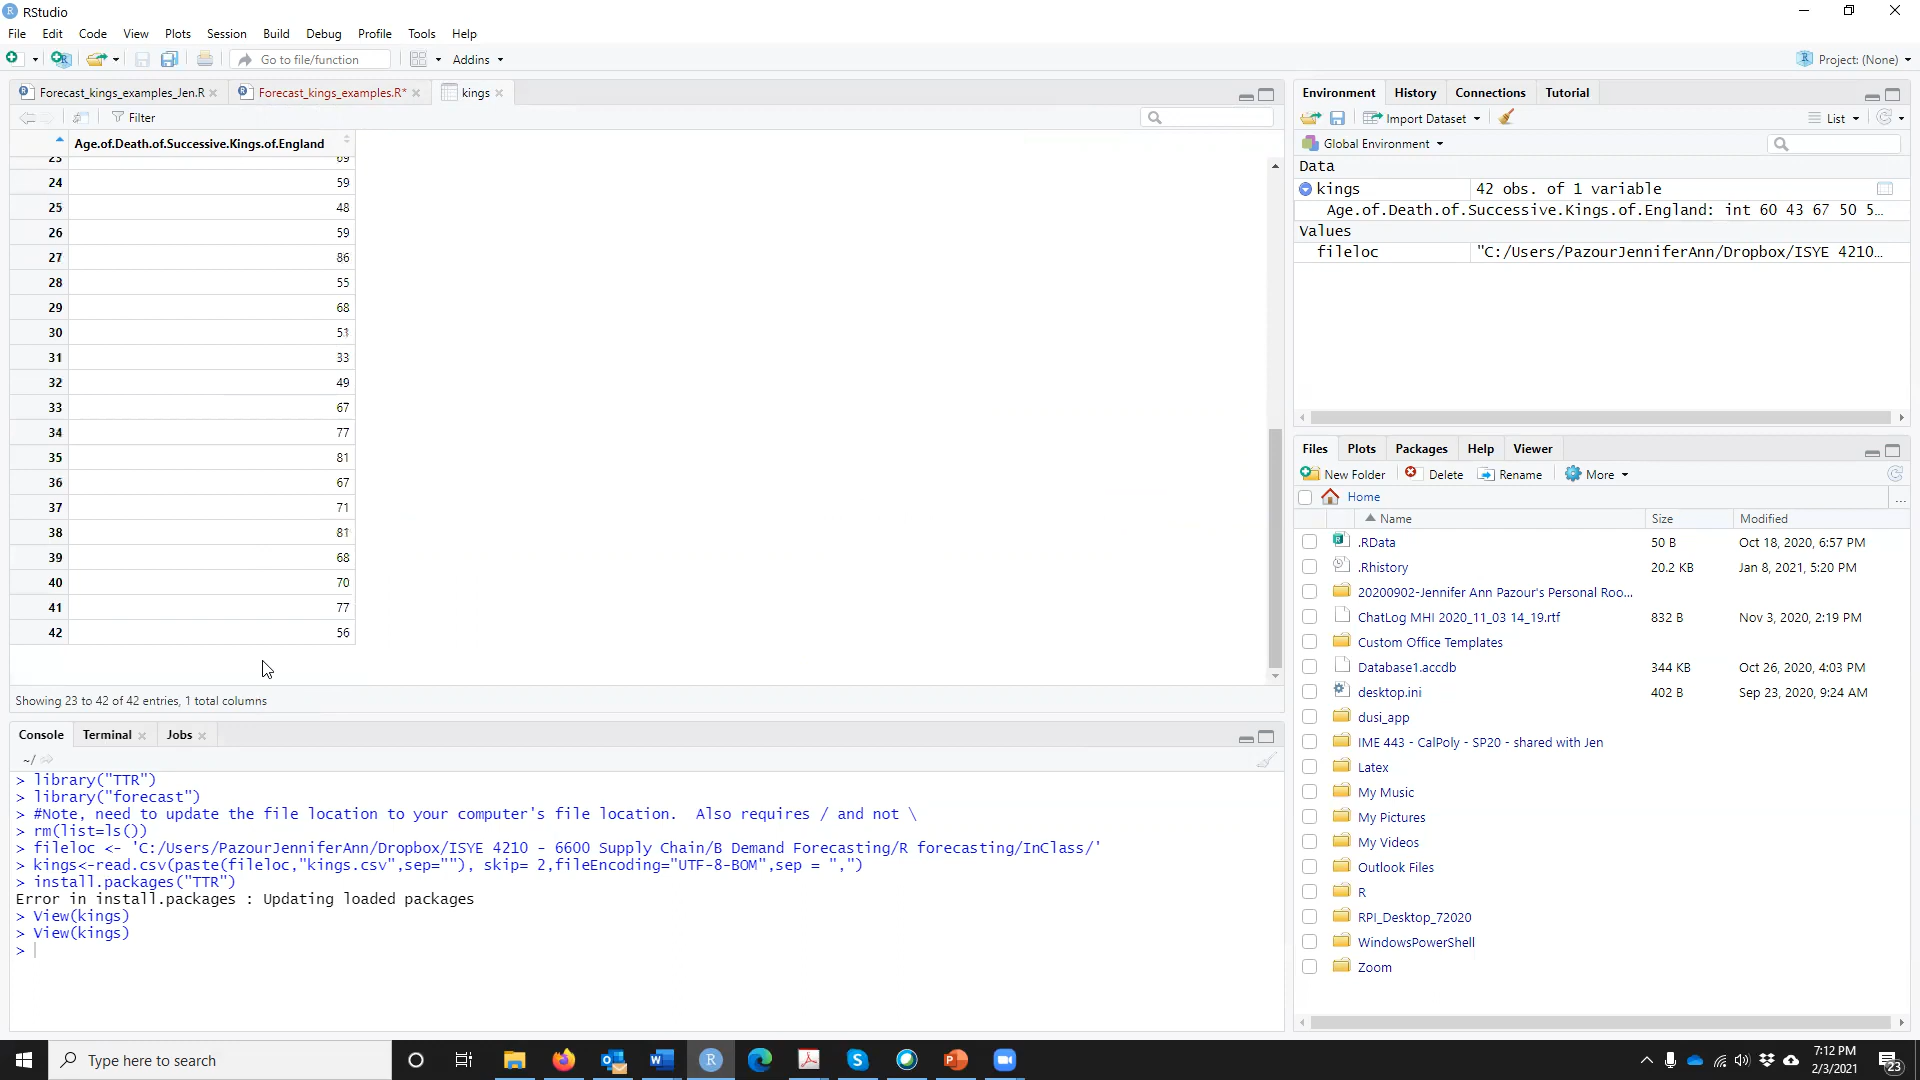 RStudio
File Edit Code View Plots Session Build Debug Profile Tools Help
Go to file/function Addins Project: (None)
Forecast_kings_examples_Jen.R Forecast_kings_examples.R* kings
Filter
Age.of.Death.of.Successive.Kings.of.England
23 69
24 59
25 48
26 59
27 86
28 55
29 68
30 51
31 33
32 49
33 67
34 77
35 81
36 67
37 71
38 81
39 68
40 70
41 77
42 56
Showing 23 to 42 of 42 entries, 1 total columns
Console Terminal Jobs
~/
> library("TTR")
> library("forecast")
> #Note, need to update the file location to your computer's file location.  Also requires / and not \
> rm(list=ls())
> fileloc <- 'C:/Users/PazourJenniferAnn/Dropbox/ISYE 4210 - 6600 Supply Chain/B Demand Forecasting/R forecasting/InClass/'
> kings<-read.csv(paste(fileloc,"kings.csv",sep=""), skip= 2,fileEncoding="UTF-8-BOM",sep = ",")
> install.packages("TTR")
Error in install.packages : Updating loaded packages
> View(kings)
> View(kings)
>
Environment History Connections Tutorial
Import Dataset List
Global Environment
Data
kings 42 obs. of 1 variable
Age.of.Death.of.Successive.Kings.of.England: int 60 43 67 50 5…
Values
fileloc "C:/Users/PazourJenniferAnn/Dropbox/ISYE 4210…
Files Plots Packages Help Viewer
New Folder Delete Rename More
Home ...
Name Size Modified
.RData 50 B Oct 18, 2020, 6:57 PM
.Rhistory 20.2 KB Jan 8, 2021, 5:20 PM
20200902-Jennifer Ann Pazour's Personal Roo...
ChatLog MHI 2020_11_03 14_19.rtf 832 B Nov 3, 2020, 2:19 PM
Custom Office Templates
Database1.accdb 344 KB Oct 26, 2020, 4:03 PM
desktop.ini 402 B Sep 23, 2020, 9:24 AM
dusi_app
IME 443 - CalPoly - SP20 - shared with Jen
Latex
My Music
My Pictures
My Videos
Outlook Files
R
RPI_Desktop_72020
WindowsPowerShell
Zoom
Type here to search
7:12 PM
2/3/2021
23